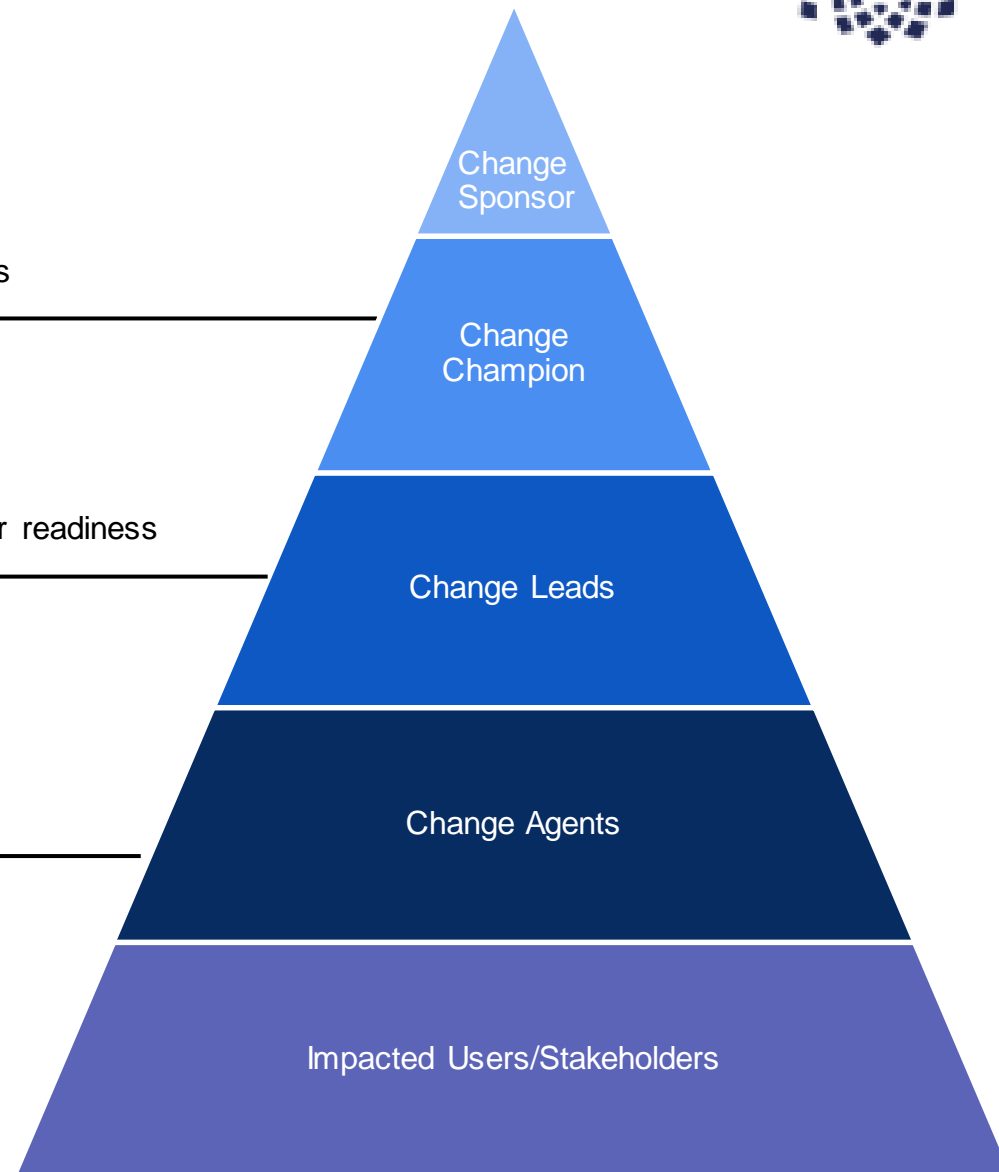 Change
Sponsor
s
Change
Champion
r readiness
Change Leads
Change Agents
Impacted Users/Stakeholders